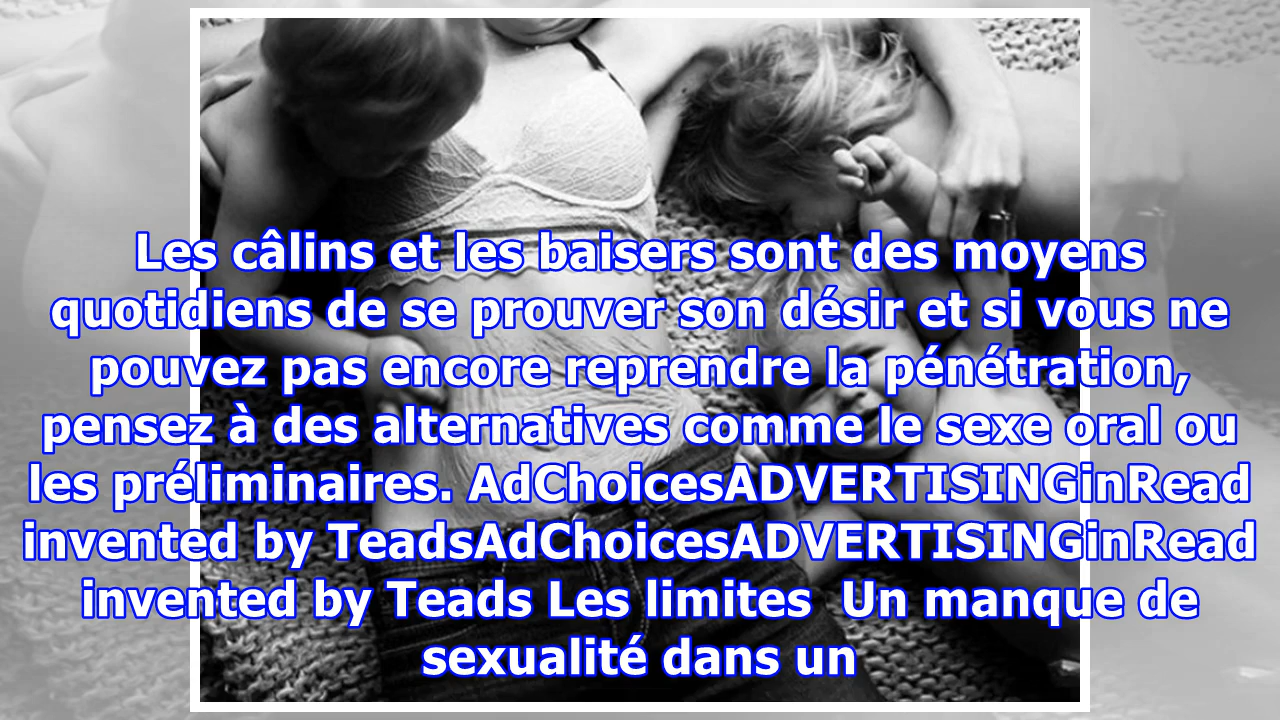 Les câlins et les baisers sont des moyens
quotidiens de se prouver son désir et si vous ne
pouvez pas encore reprendre la pénétration,
pensez à des alternatives comme le sexe oral ou
les préliminaires. AdChoicesADVERTISINGinRead
invented by TeadsAdChoicesADVERTISINGinRead
invented by Teads Les limites  Un manque de
sexualité dans un